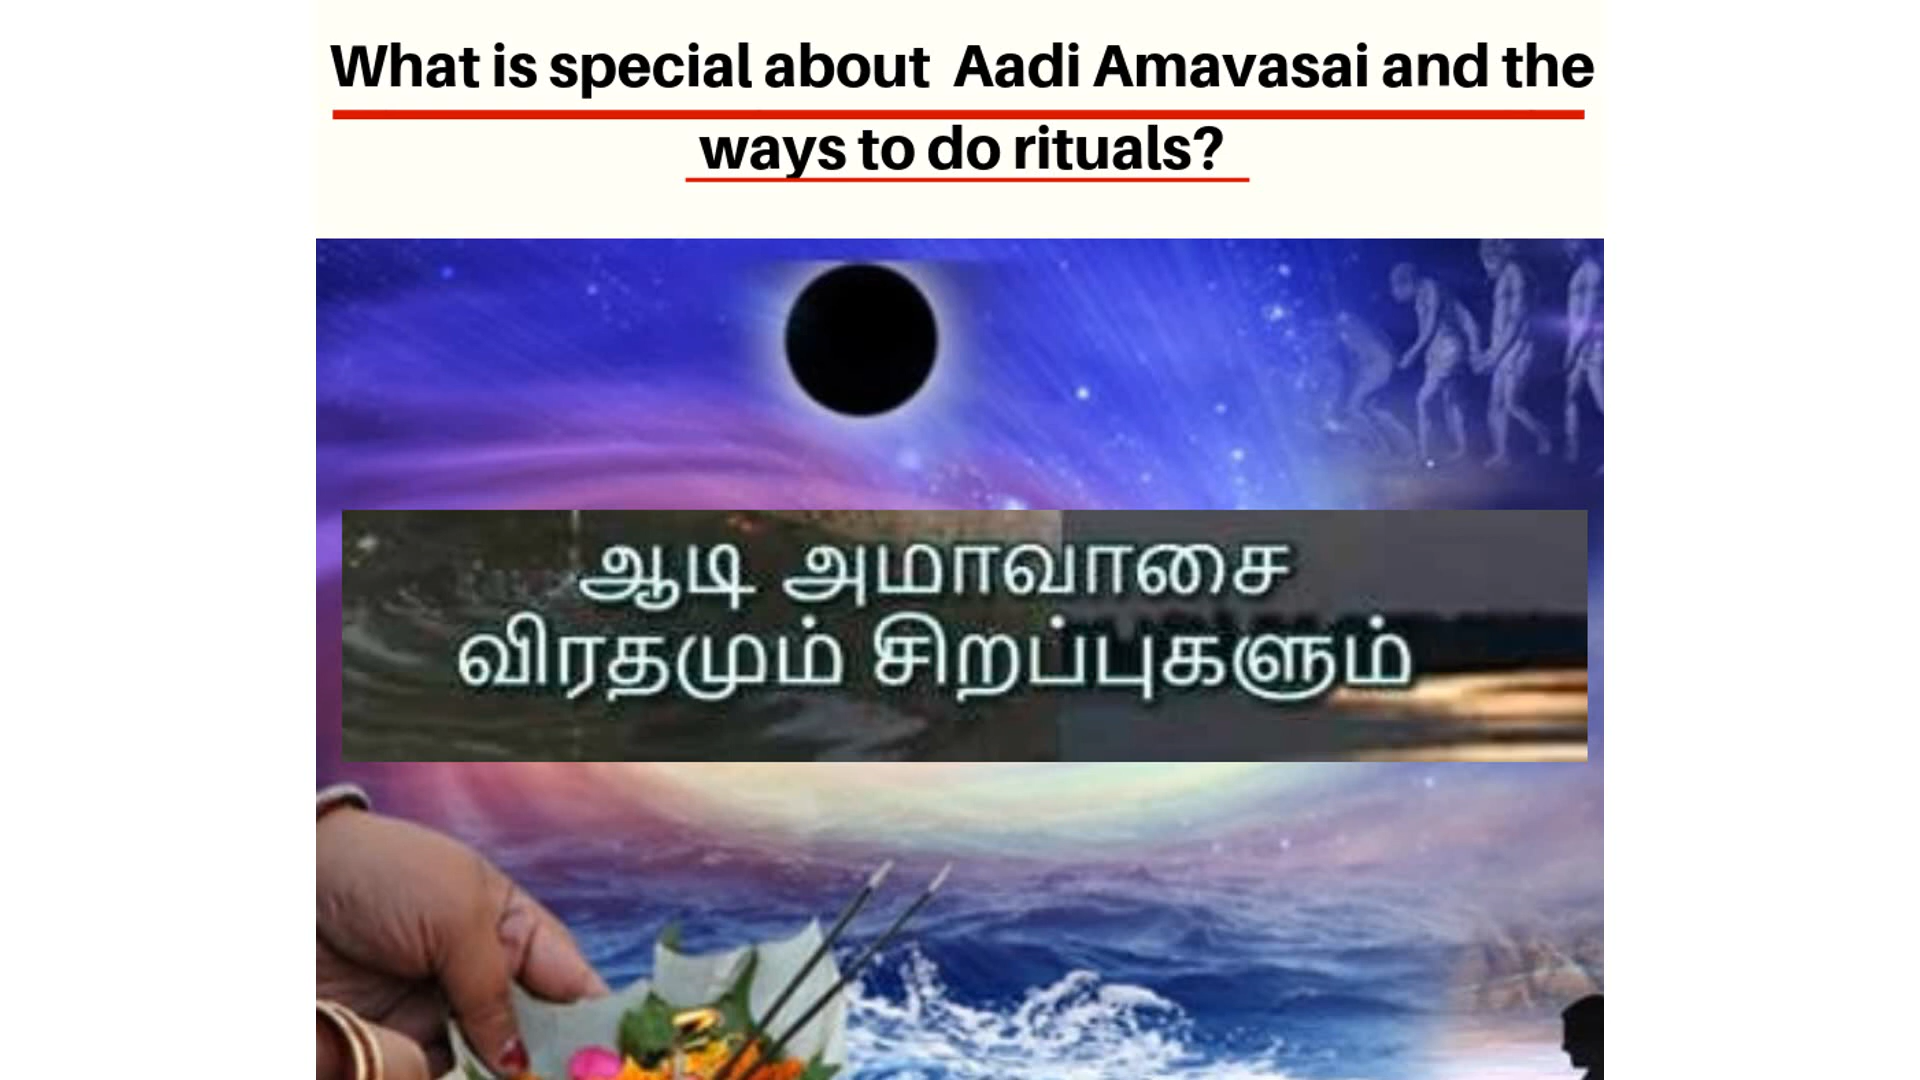 What is special about Aadi Amavasai and the
ways to do rituals?
ஆடி அமாவாசை
விரதமும் சிறப்புகளும்